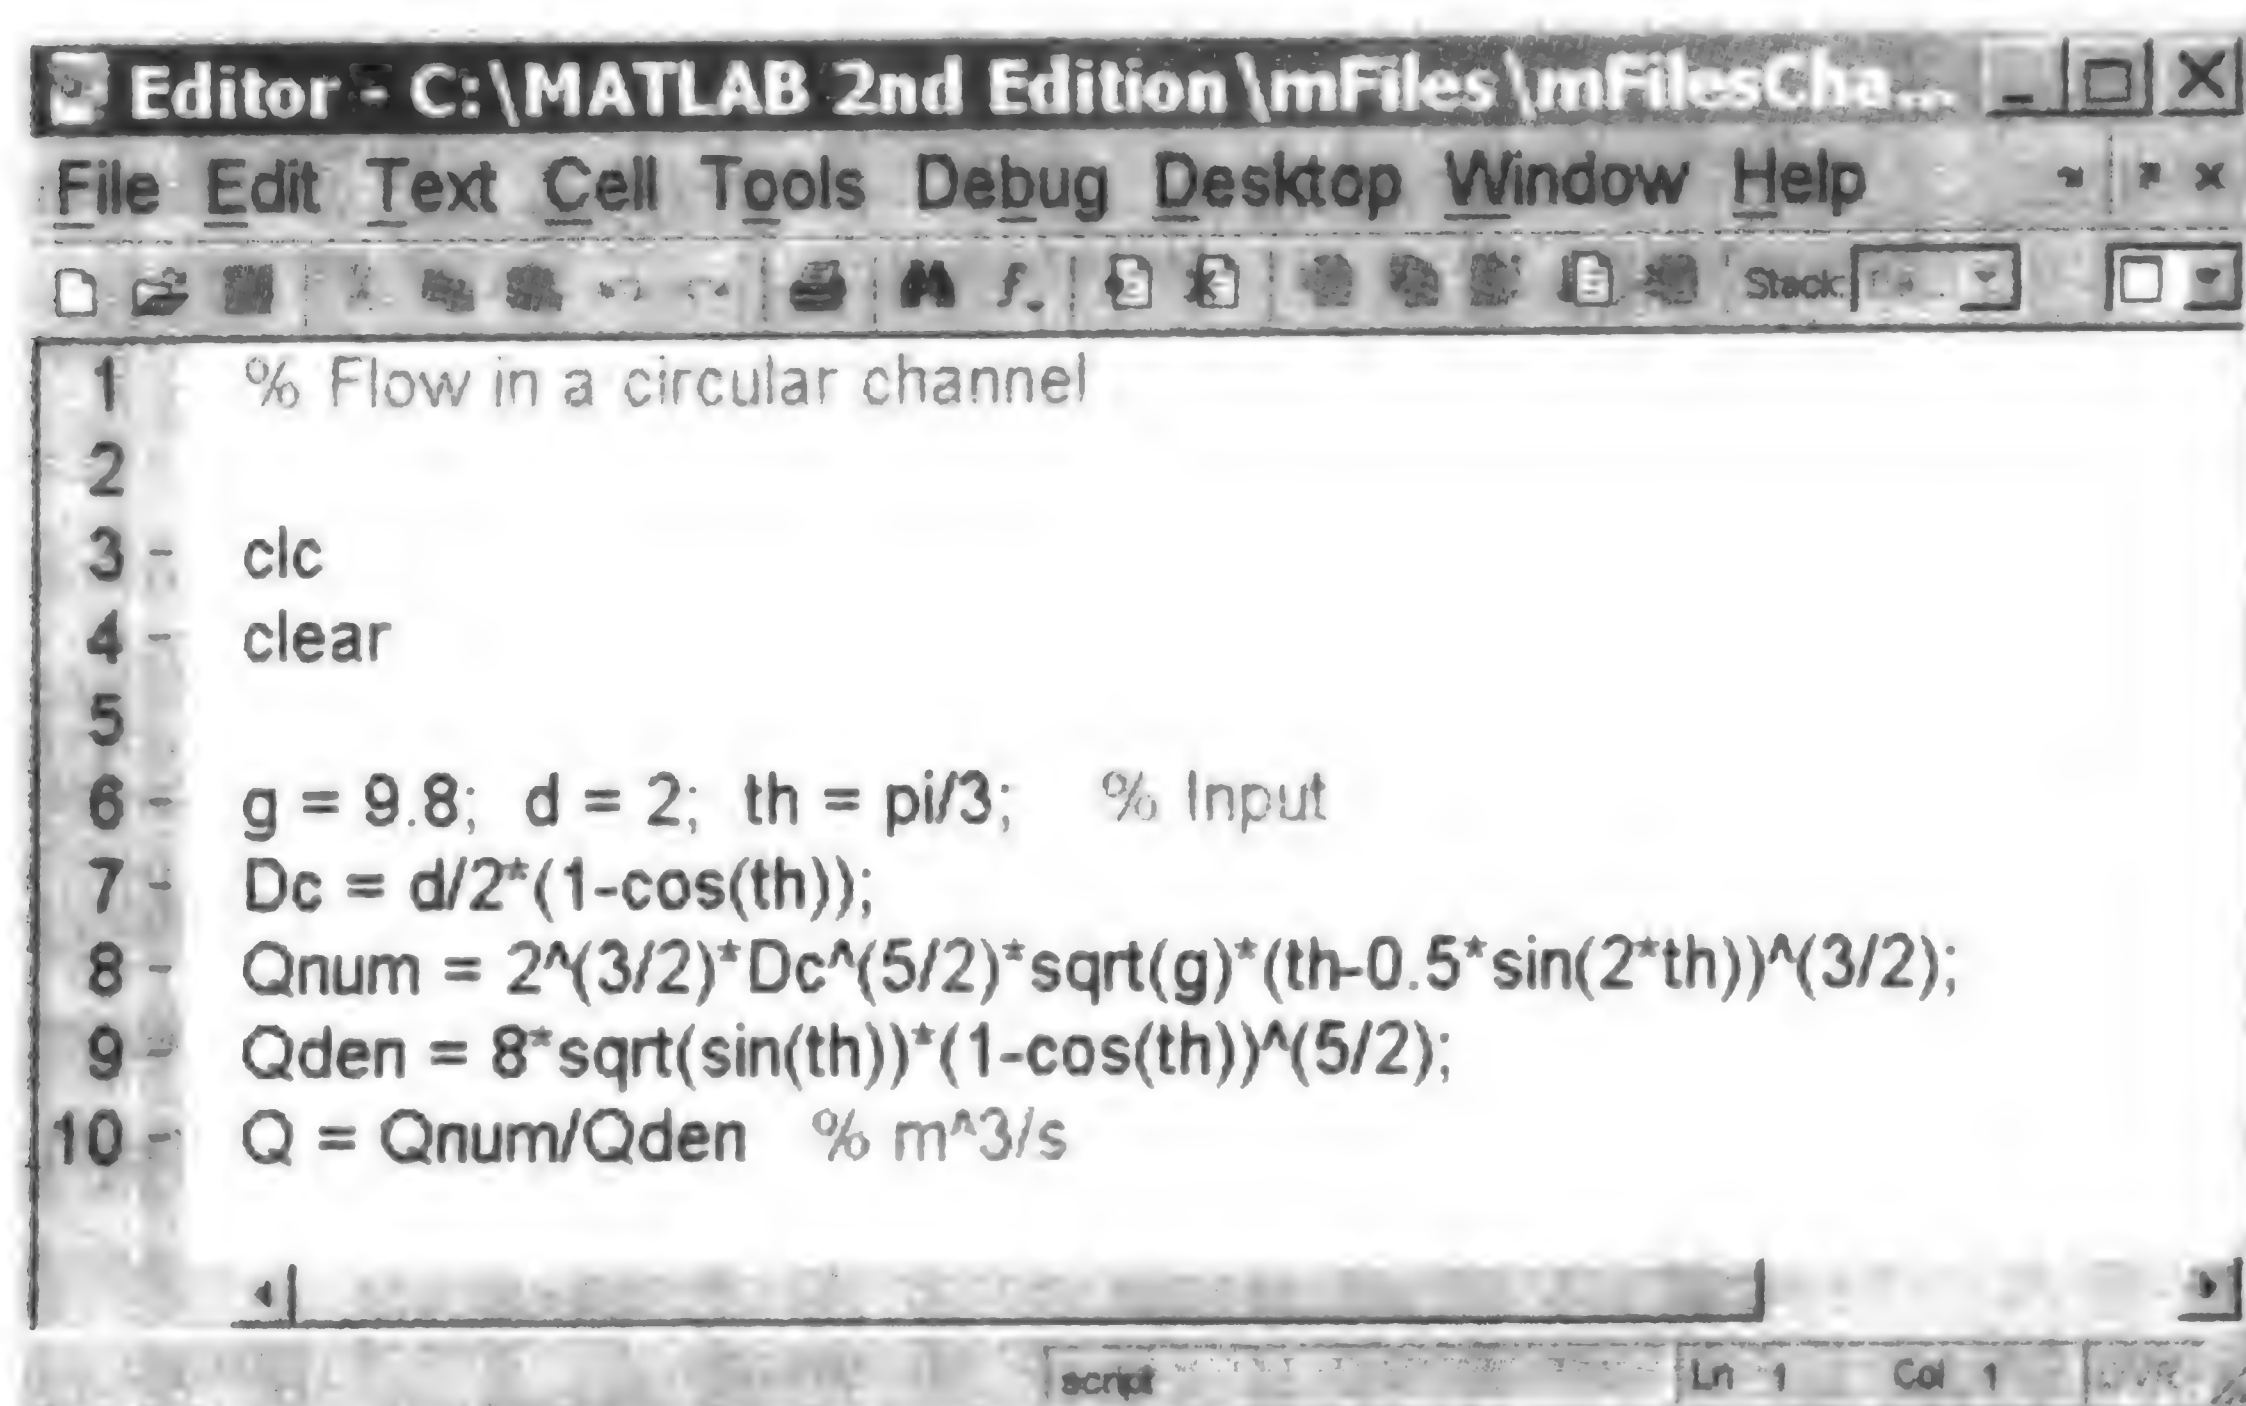 Editor - C:\MATLAB 2nd Edition\mFiles\mFilesCha...
File Edit Text Cell Tools Debug Desktop Window Help
Stack:
1 % Flow in a circular channel
2
3 - clc
4 - clear
5
6 - g = 9.8; d = 2; th = pi/3; % Input
7 - Dc = d/2*(1-cos(th));
8 - Qnum = 2^(3/2)*Dc^(5/2)*sqrt(g)*(th-0.5*sin(2*th))^(3/2);
9 - Qden = 8*sqrt(sin(th))*(1-cos(th))^(5/2);
10 - Q = Qnum/Qden % m^3/s
script Ln 1 Col 1